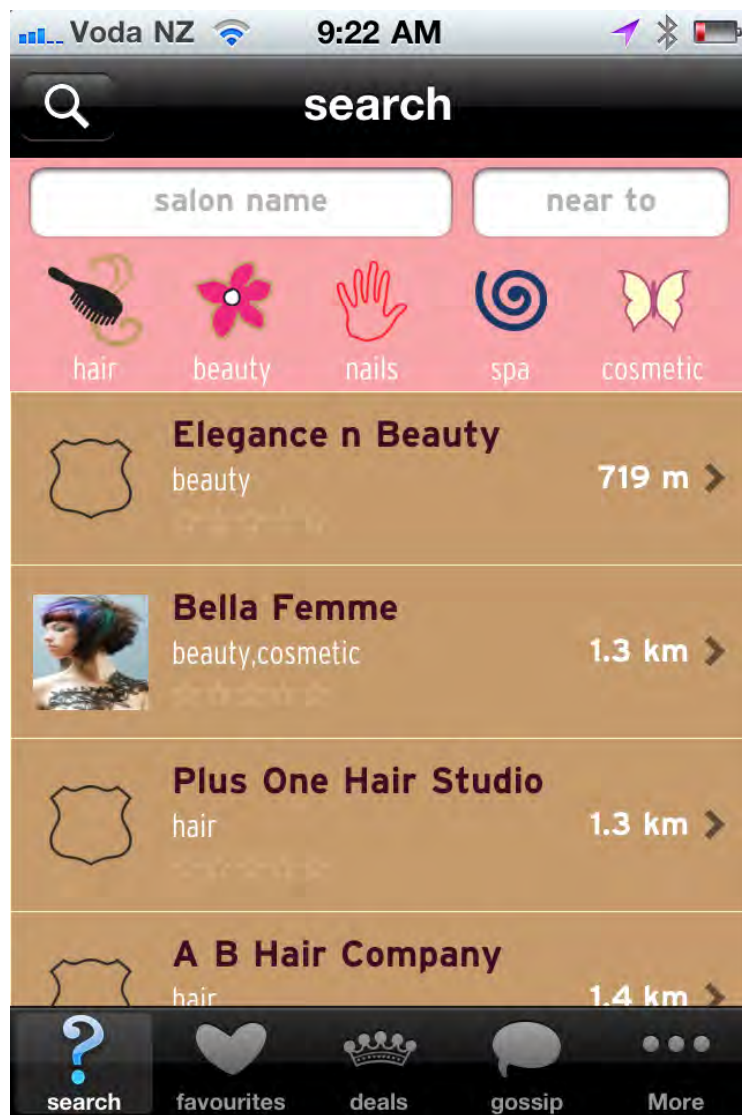 Voda NZ 9:22 AM
search
salon name near to
hair beauty nails spa cosmetic
Elegance n Beauty
beauty
719 m
Bella Femme
beauty,cosmetic
1.3 km
Plus One Hair Studio
hair
1.3 km
A B Hair Company
hair
1.4 km
search favourites deals gossip More